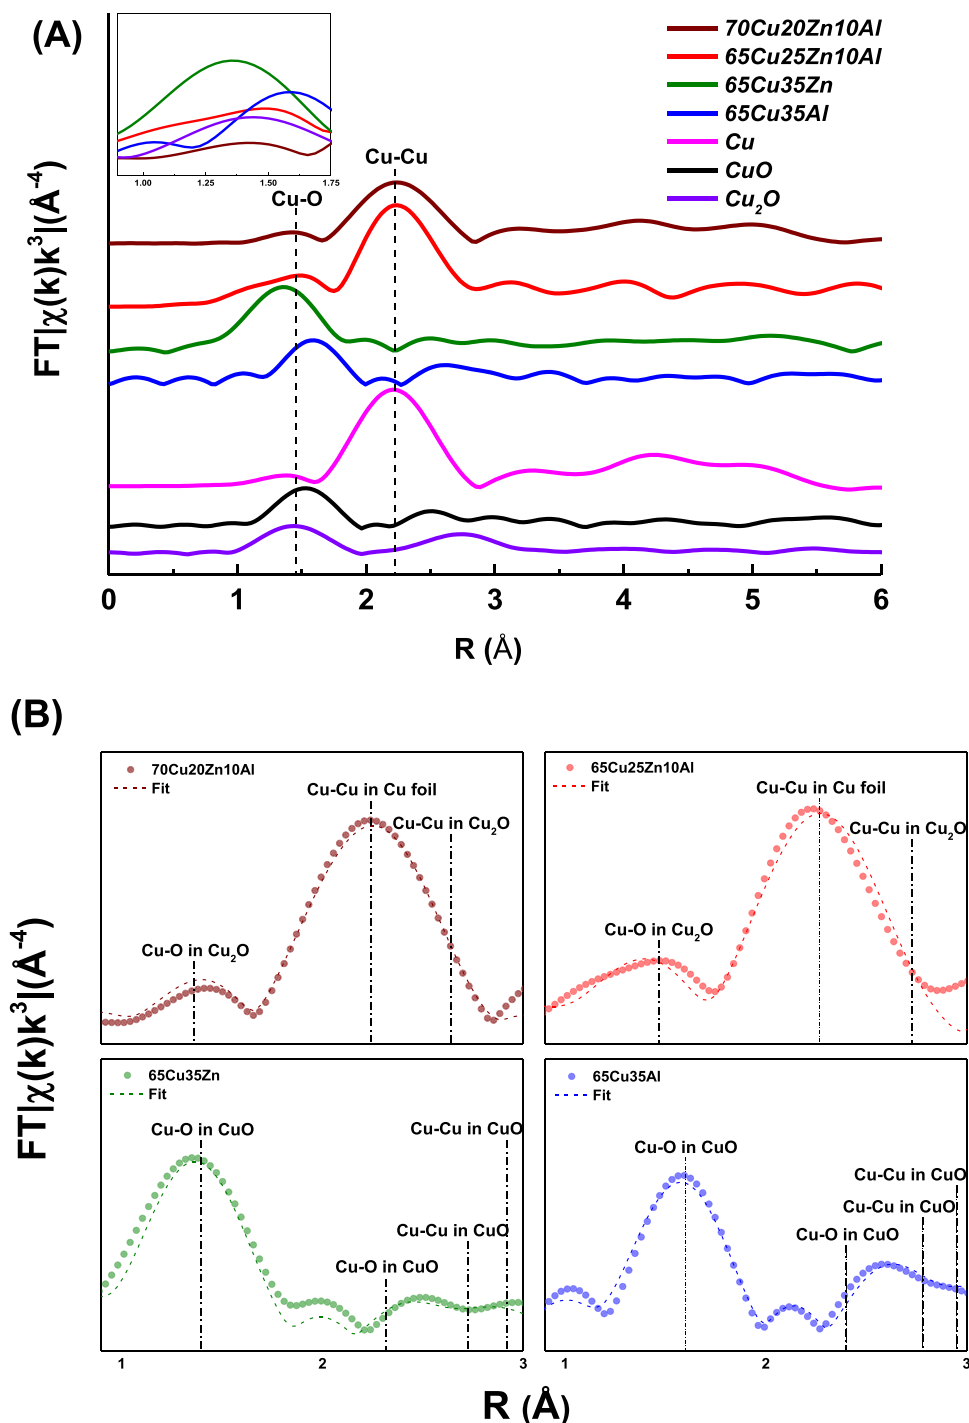 (A)
70Cu20Zn10Al
65Cu25Zn10Al
65Cu35Zn
65Cu35Al
Cu
CuO
Cu₂O
1.00 1.25 1.50 1.75
Cu-O
Cu-Cu
FT|χ(k)k³|(Å⁻⁴)
0 1 2 3 4 5 6
R (Å)
(B)
70Cu20Zn10Al
Fit
Cu-Cu in Cu foil
Cu-Cu in Cu₂O
Cu-O in Cu₂O
65Cu25Zn10Al
Fit
Cu-Cu in Cu foil
Cu-Cu in Cu₂O
Cu-O in Cu₂O
FT|χ(k)k³|(Å⁻⁴)
65Cu35Zn
Fit
Cu-O in CuO
Cu-Cu in CuO
Cu-Cu in CuO
Cu-O in CuO
1 2 3
65Cu35Al
Fit
Cu-O in CuO
Cu-Cu in CuO
Cu-Cu in CuO
Cu-O in CuO
1 2 3
R (Å)